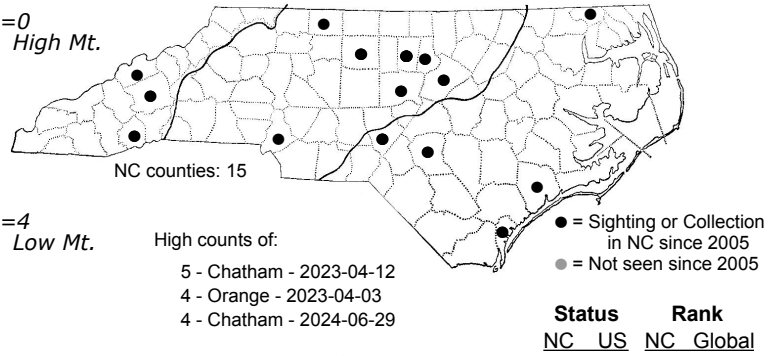 =0
High Mt.
NC counties: 15
=4
Low Mt.
High counts of:
5 - Chatham - 2023-04-12
4 - Orange - 2023-04-03
4 - Chatham - 2024-06-29
● = Sighting or Collection
in NC since 2005
● = Not seen since 2005
Status Rank
NC US NC Global